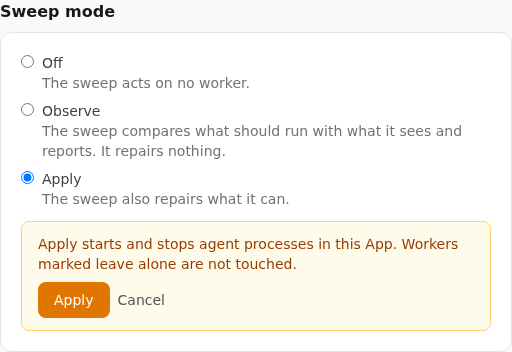 Sweep mode
Off
The sweep acts on no worker.
Observe
The sweep compares what should run with what it sees and
reports. It repairs nothing.
Apply
The sweep also repairs what it can.
Apply starts and stops agent processes in this App. Workers
marked leave alone are not touched.
Apply Cancel